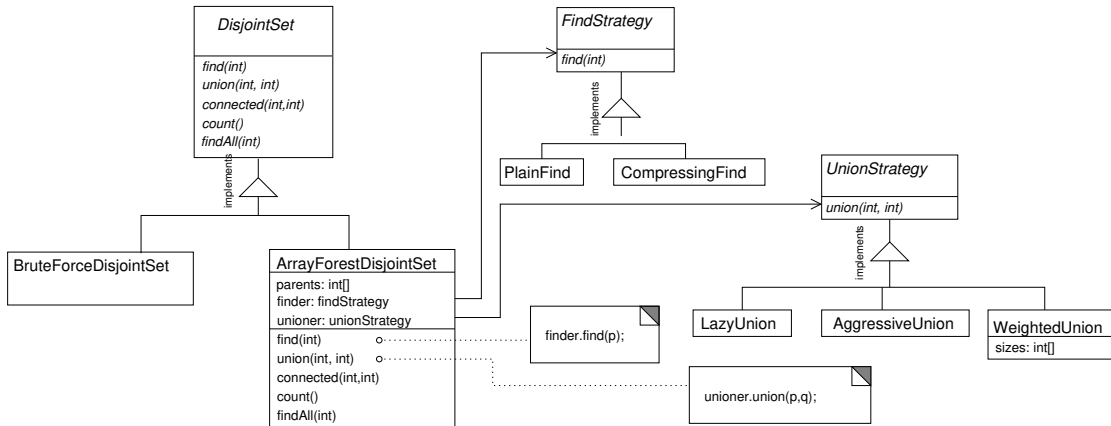 DisjointSet
find(int)
union(int, int)
connected(int,int)
count()
findAll(int)
implements
BruteForceDisjointSet
ArrayForestDisjointSet
parents: int[]
finder: findStrategy
unioner: unionStrategy
find(int)
union(int, int)
connected(int,int)
count()
findAll(int)
FindStrategy
find(int)
implements
PlainFind
CompressingFind
UnionStrategy
union(int, int)
implements
LazyUnion
AggressiveUnion
WeightedUnion
sizes: int[]
finder.find(p);
unioner.union(p,q);